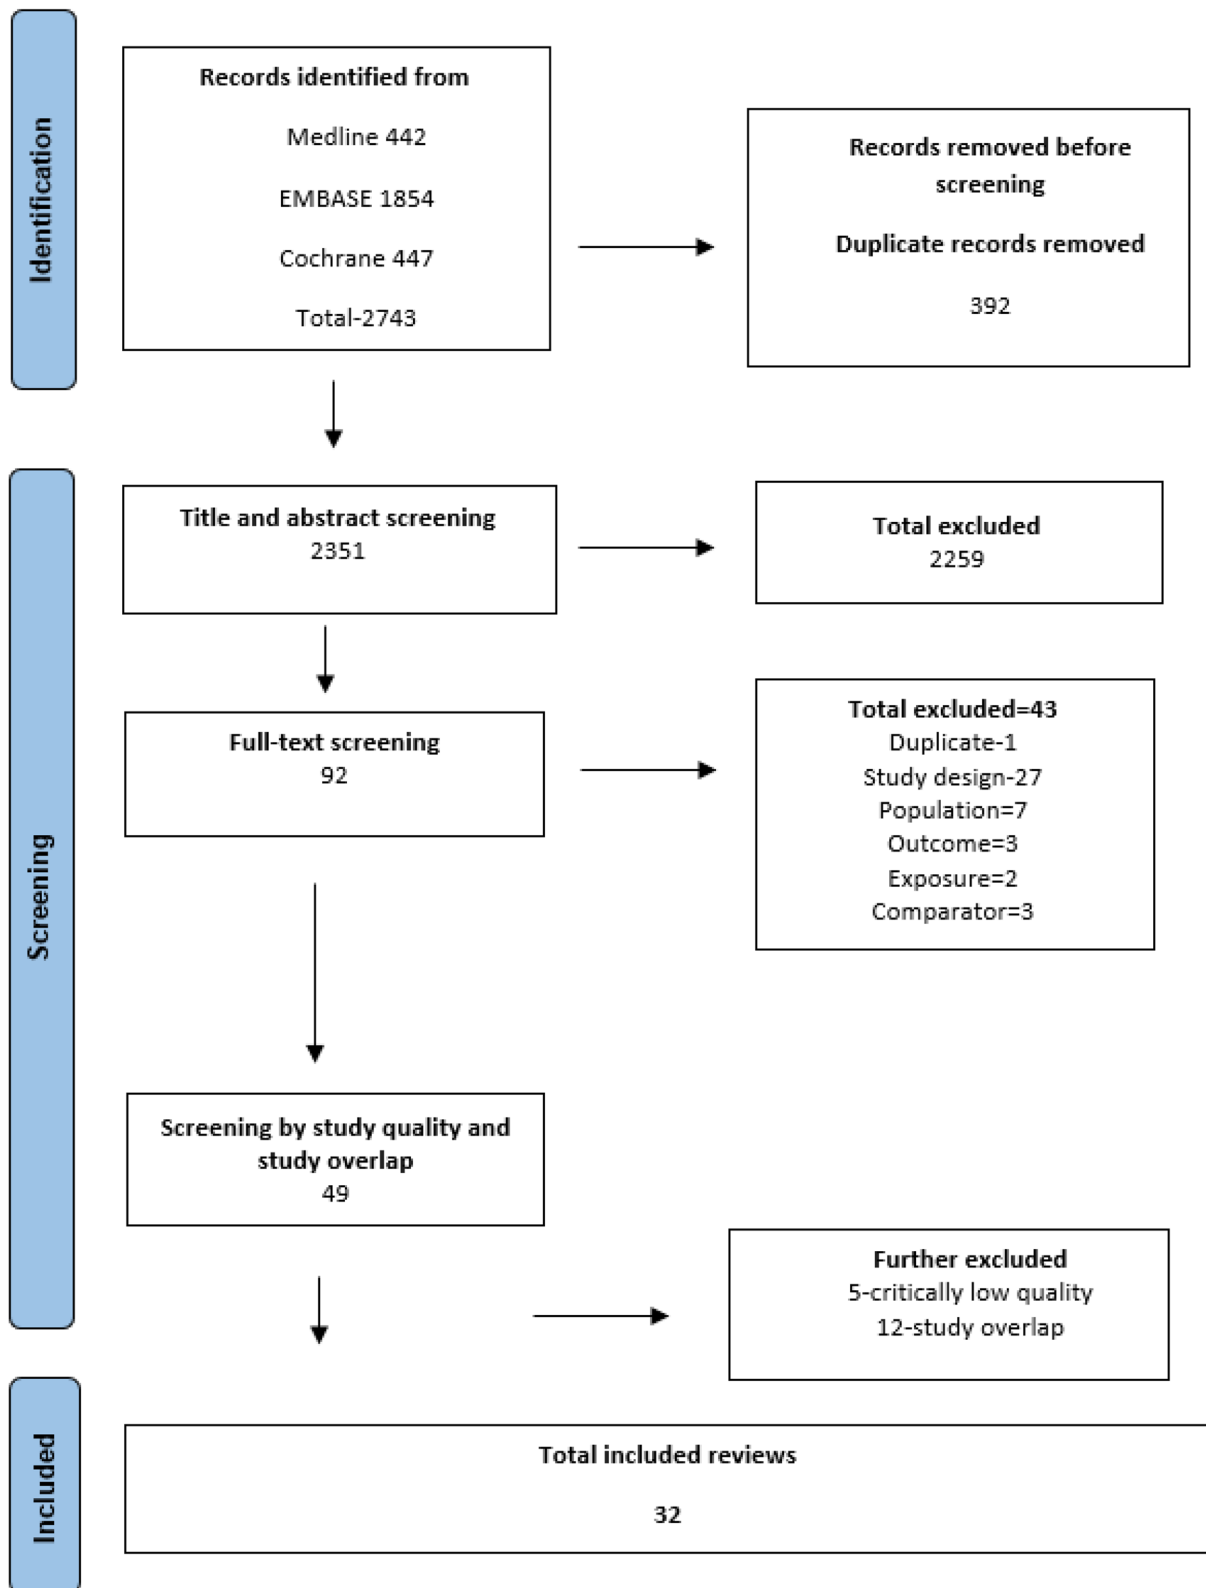 Identification
Records identified from
Medline 442
EMBASE 1854
Cochrane 447
Total-2743
Records removed before
screening
Duplicate records removed
392
Screening
Title and abstract screening
2351
Total excluded
2259
Full-text screening
92
Total excluded=43
Duplicate-1
Study design-27
Population=7
Outcome=3
Exposure=2
Comparator=3
Screening by study quality and
study overlap
49
Further excluded
5-critically low quality
12-study overlap
Included
Total included reviews
32